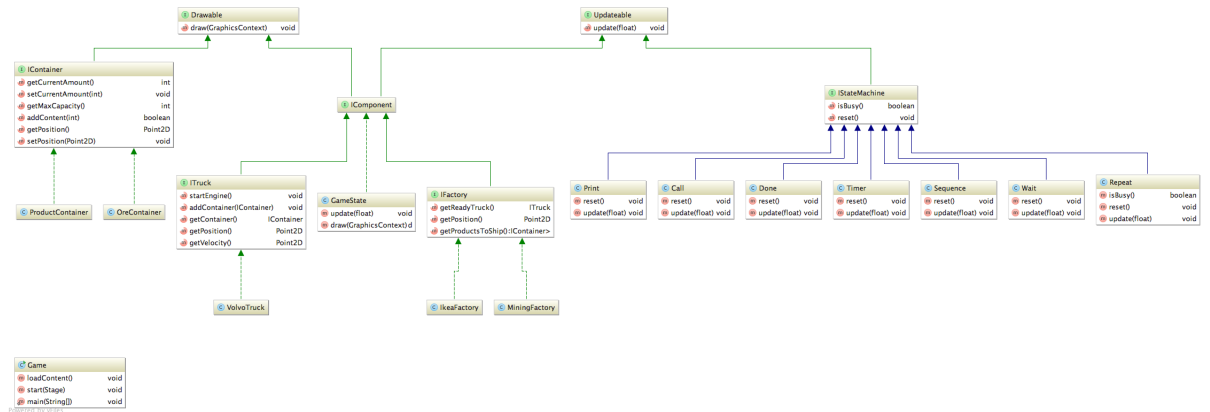 Drawable
draw(GraphicsContext) void
Updateable
update(float) void
IContainer
getCurrentAmount() int
setCurrentAmount(int) void
getMaxCapacity() int
addContent(int) boolean
getPosition() Point2D
setPosition(Point2D) void
IComponent
IStateMachine
isBusy() boolean
reset() void
ProductContainer
OreContainer
ITruck
startEngine() void
addContainer(IContainer) void
getContainer() IContainer
getPosition() Point2D
getVelocity() Point2D
GameState
update(float) void
draw(GraphicsContext) d
IFactory
getReadyTruck() ITruck
getPosition() Point2D
getProductsToShip():IContainer>
Print
reset() void
update(float) void
Call
reset() void
update(float) void
Done
reset() void
update(float) void
Timer
reset() void
update(float) void
Sequence
reset() void
update(float) void
Wait
reset() void
update(float) void
Repeat
isBusy() boolean
reset() void
update(float) void
VolvoTruck
IkeaFactory
MiningFactory
Game
loadContent() void
start(Stage) void
main(String[]) void
Powered by yFiles